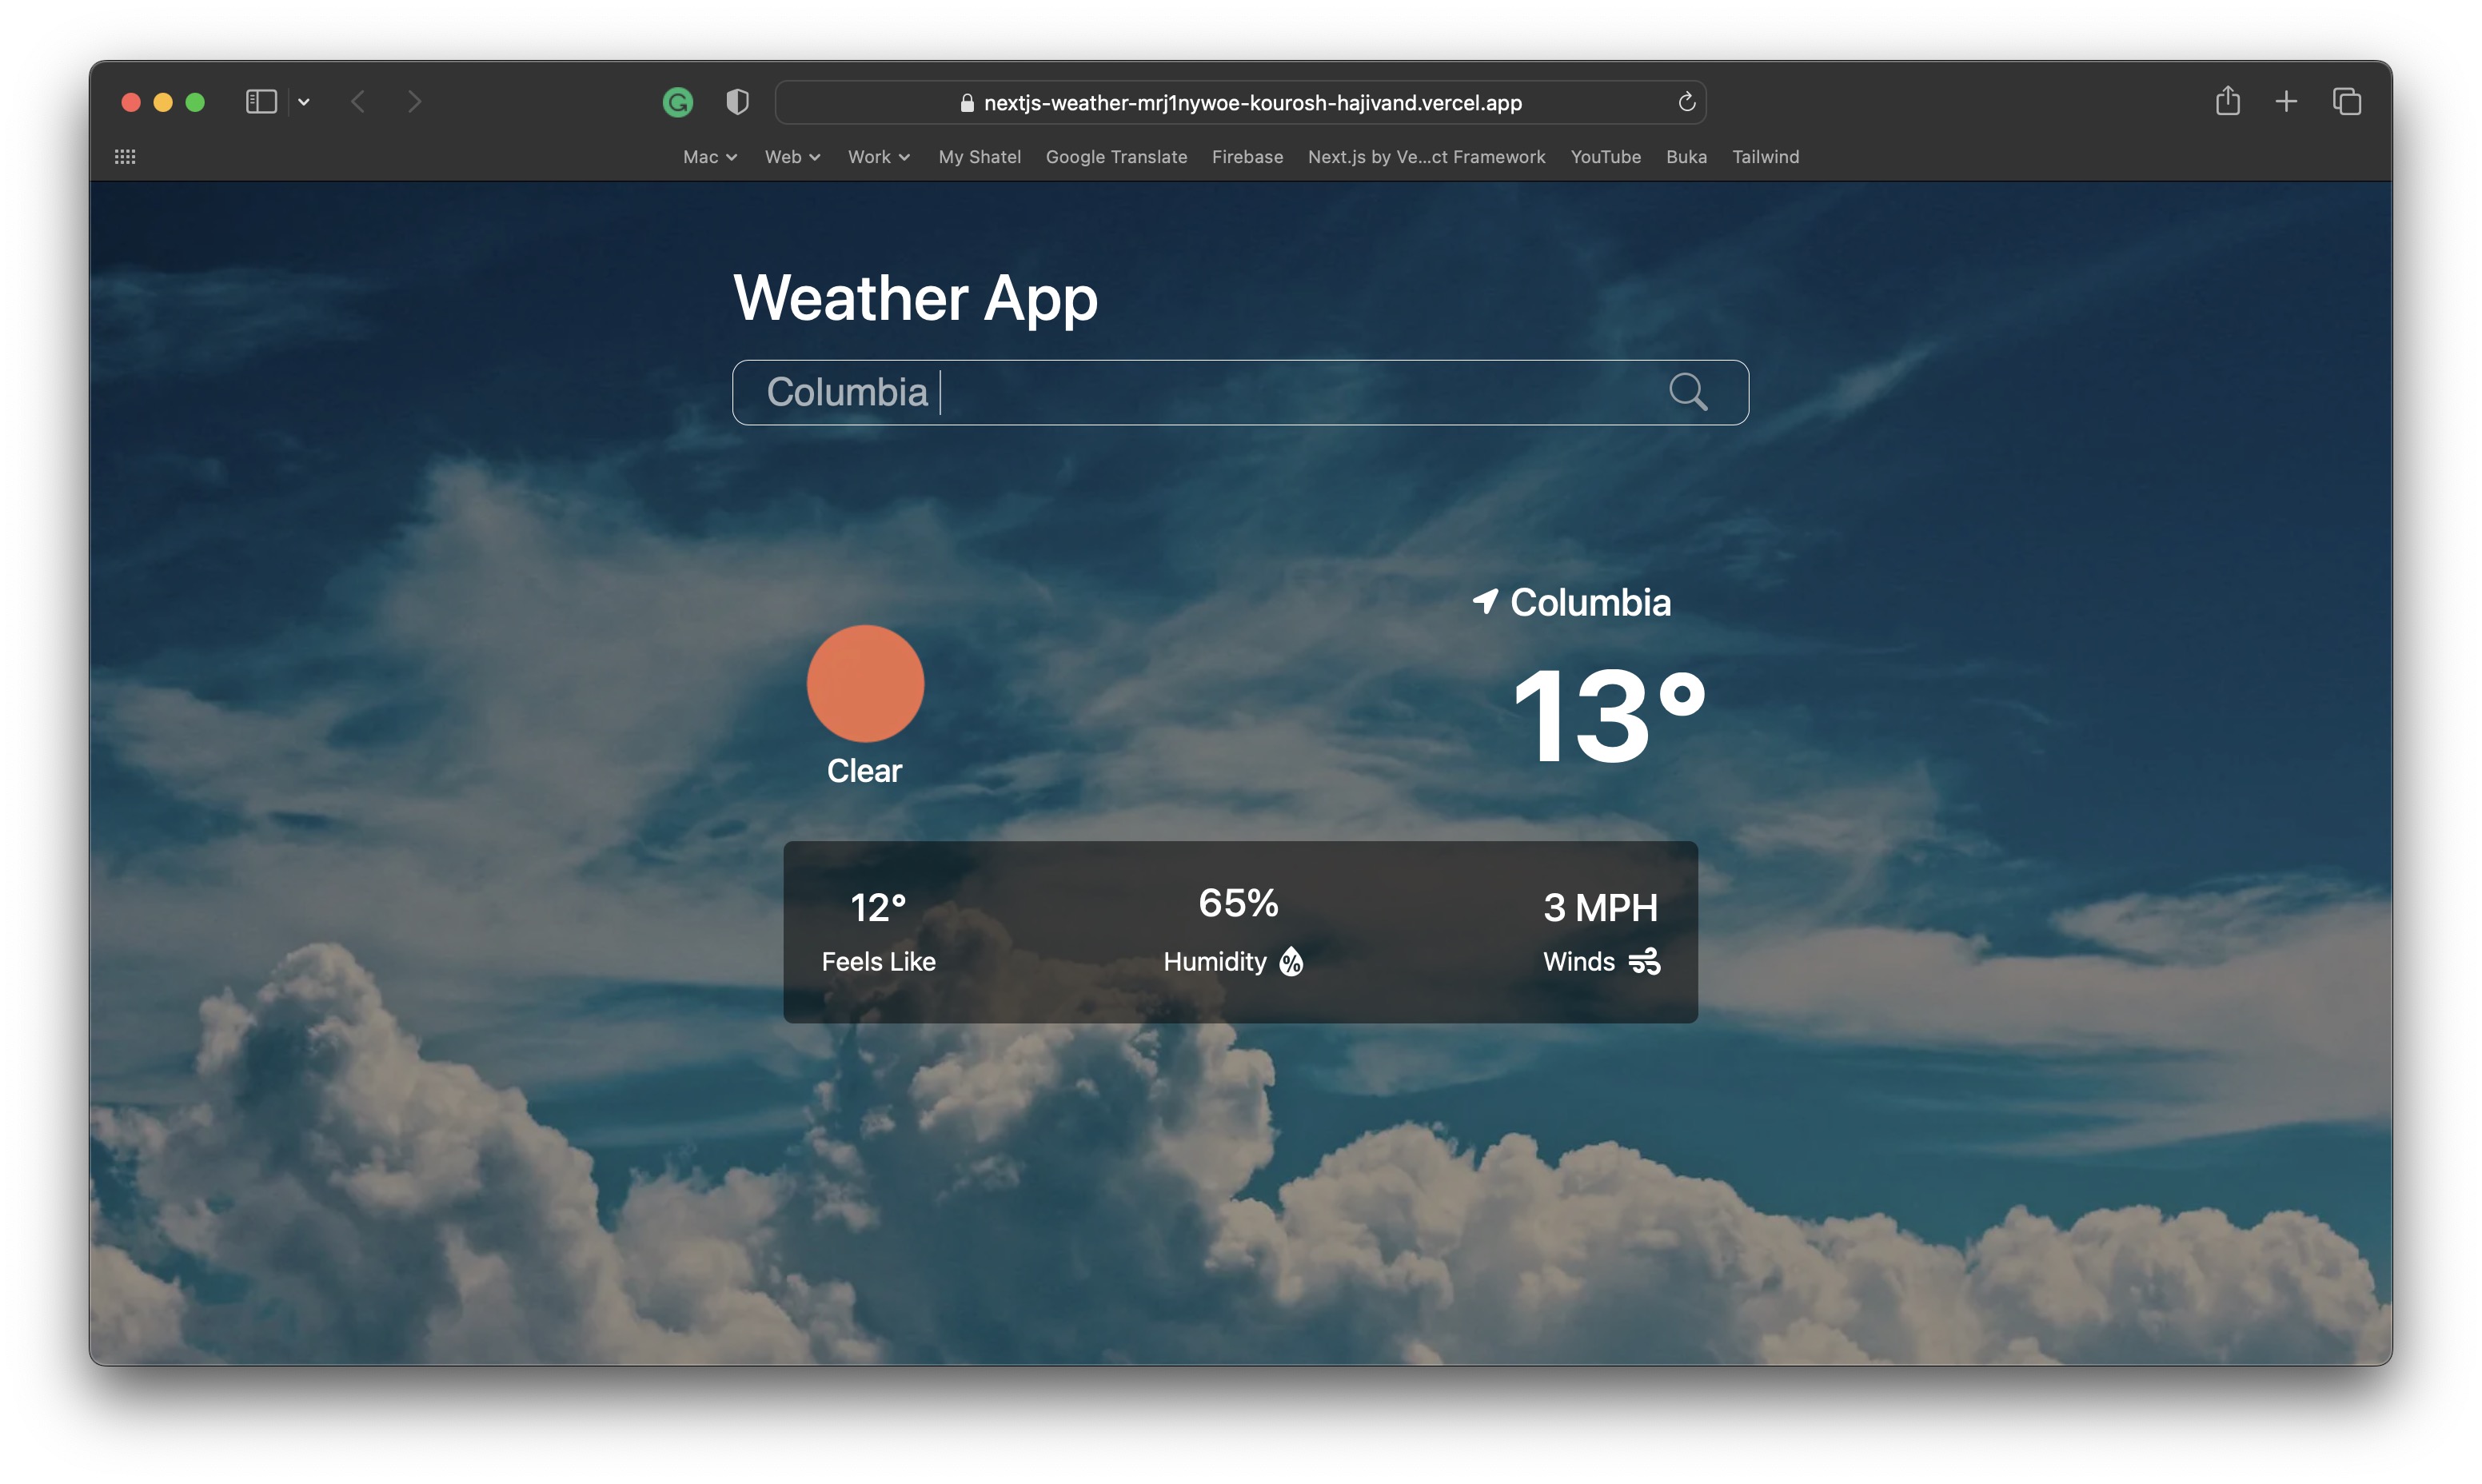 nextjs-weather-mrj1nywoe-kourosh-hajivand.vercel.app
Mac Web Work My Shatel Google Translate Firebase Next.js by Ve...ct Framework YouTube Buka Tailwind
Weather App
Columbia
Columbia
13°
Clear
12° 65% 3 MPH
Feels Like Humidity % Winds